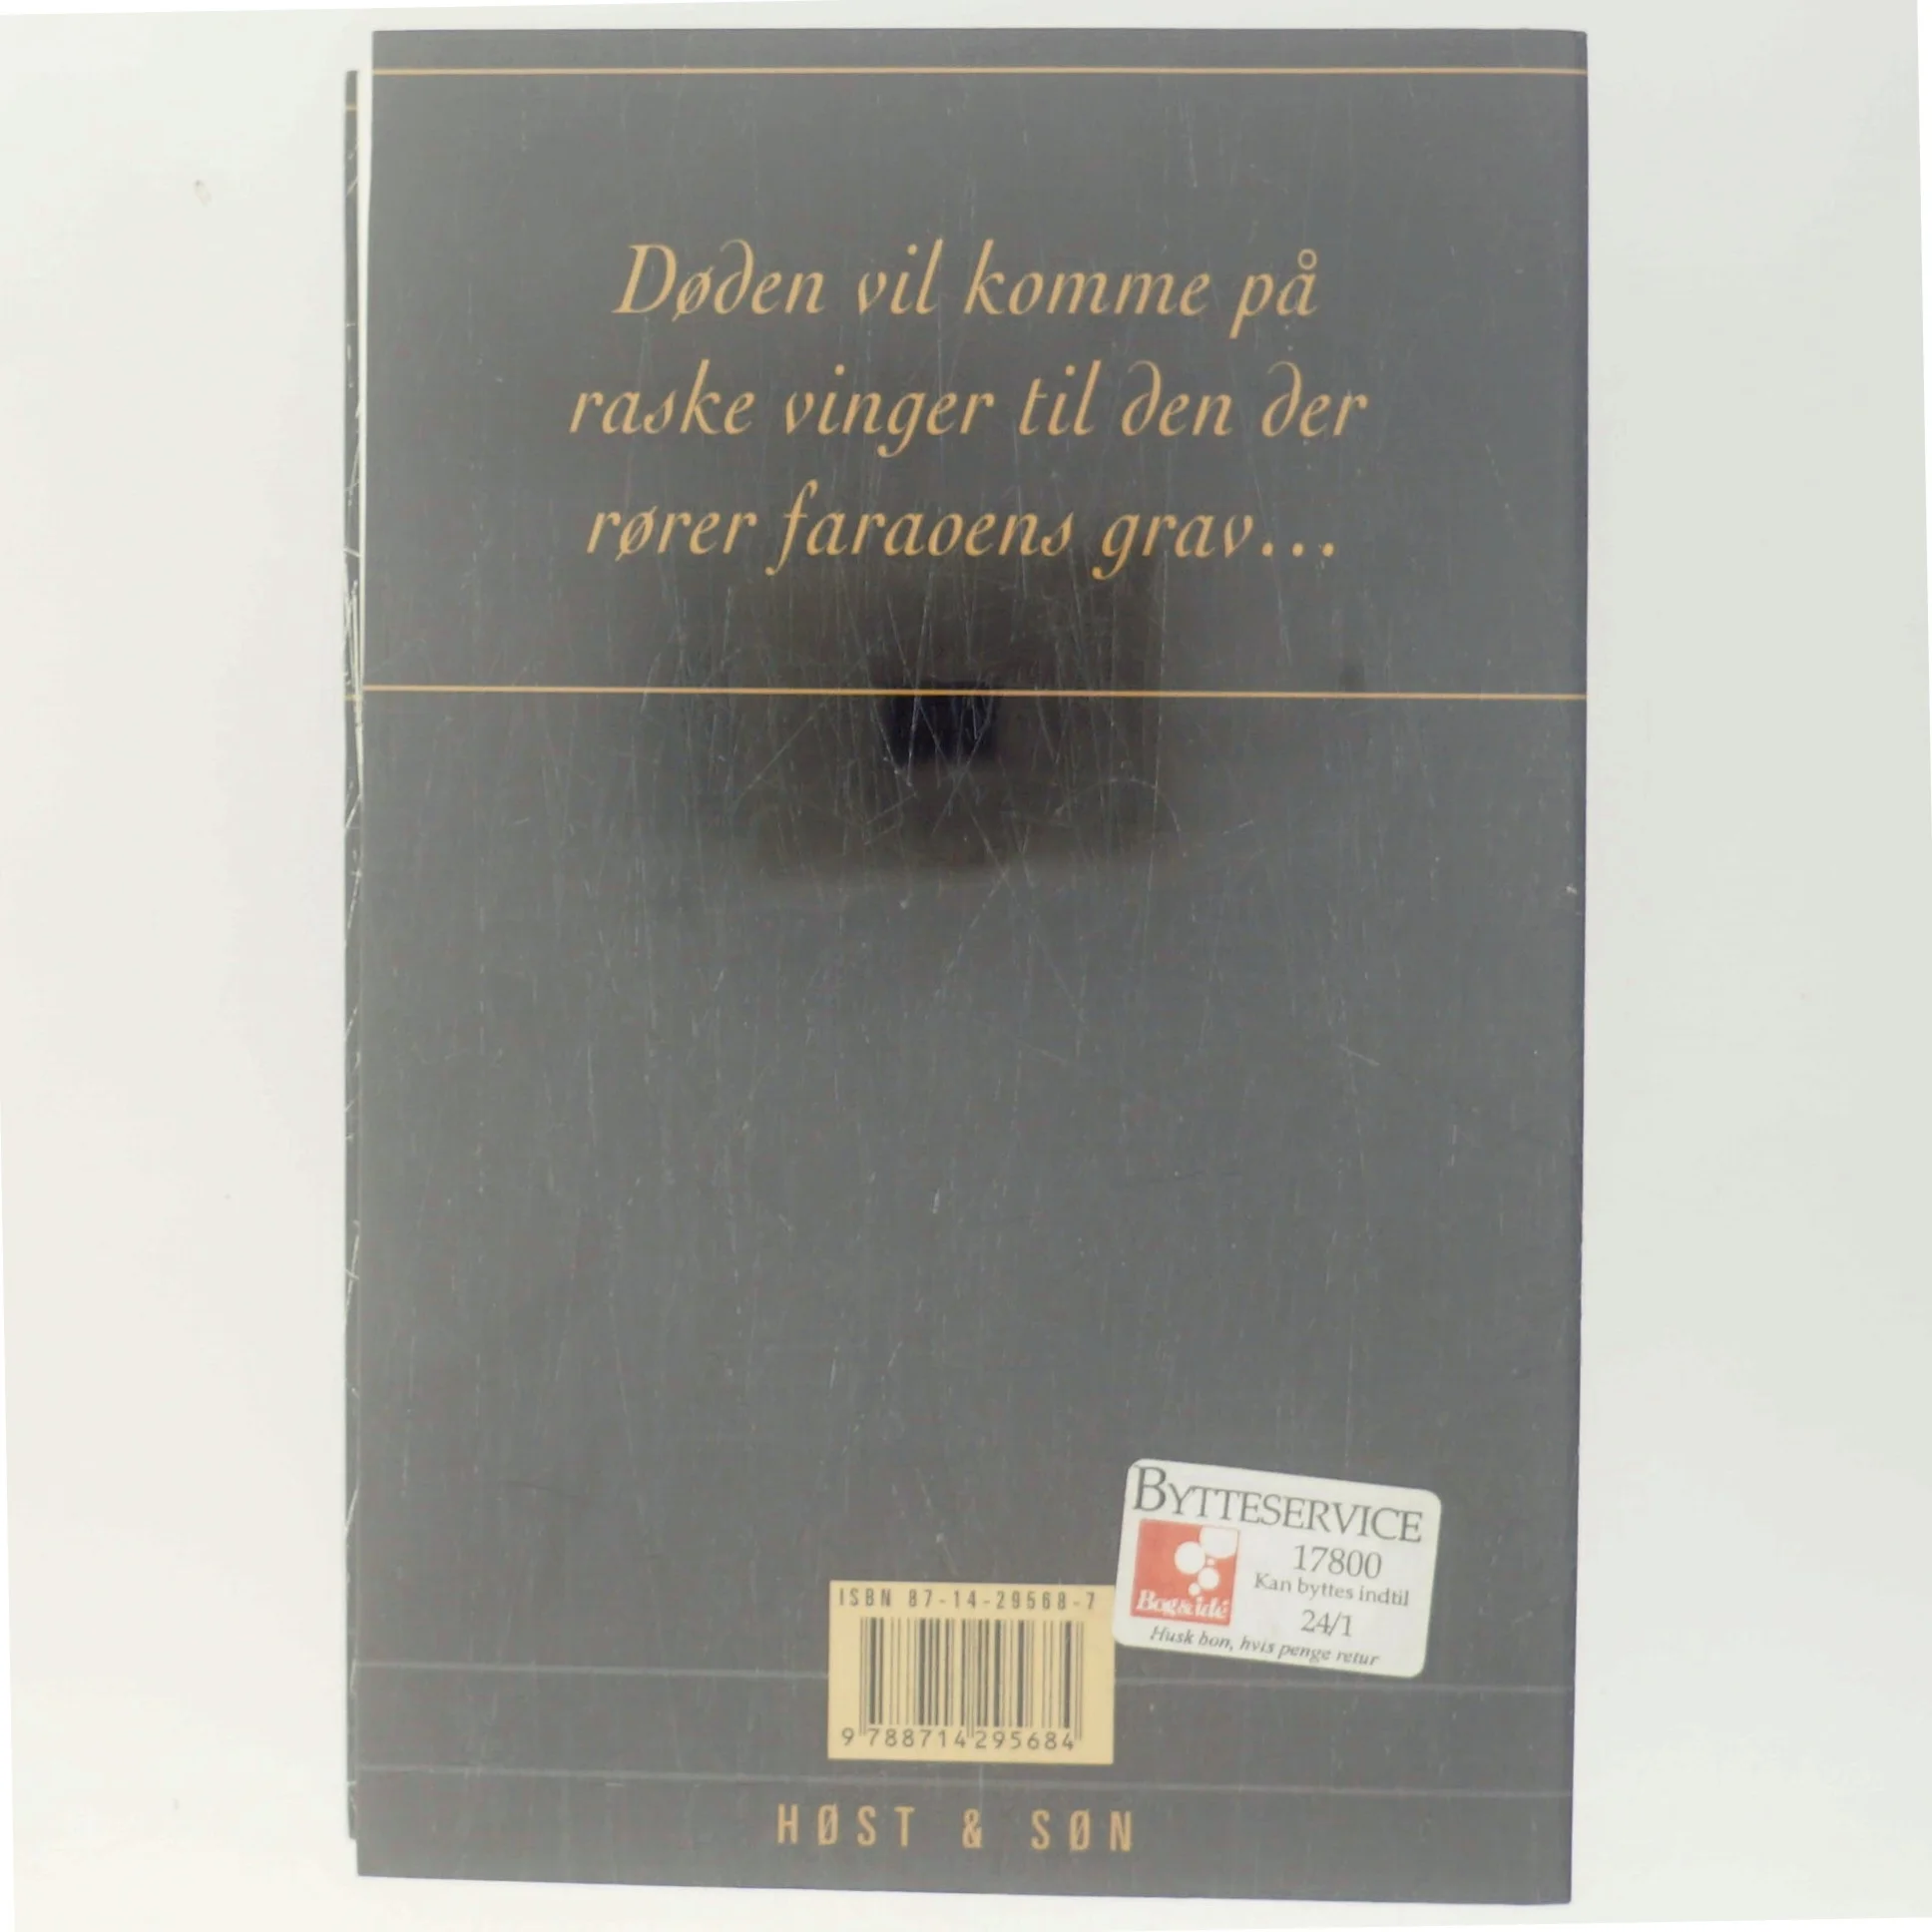 Døden vil komme på
raske vinger til den der
rører faraoens grav...
BYTTESERVICE
17800
Kan byttes indtil
24/1
Bog & idé
Husk bon, hvis penge retur
ISBN 87-14-29568-7
9 788714 295684
HØST & SØN